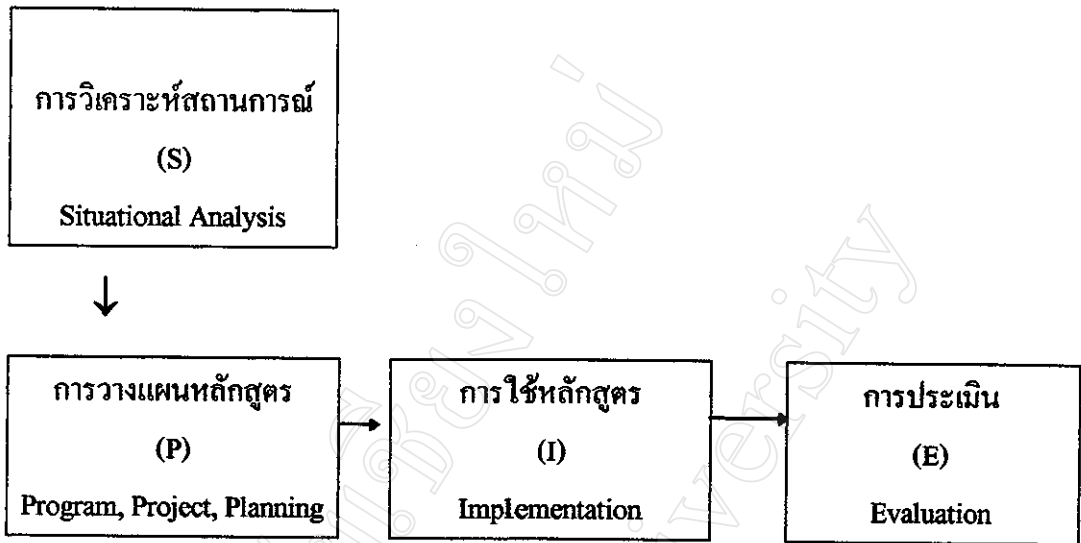 การวิเคราะห์สถานการณ์
(S)
Situational Analysis
การวางแผนหลักสูตร
(P)
Program, Project, Planning
การใช้หลักสูตร
(I)
Implementation
การประเมิน
(E)
Evaluation